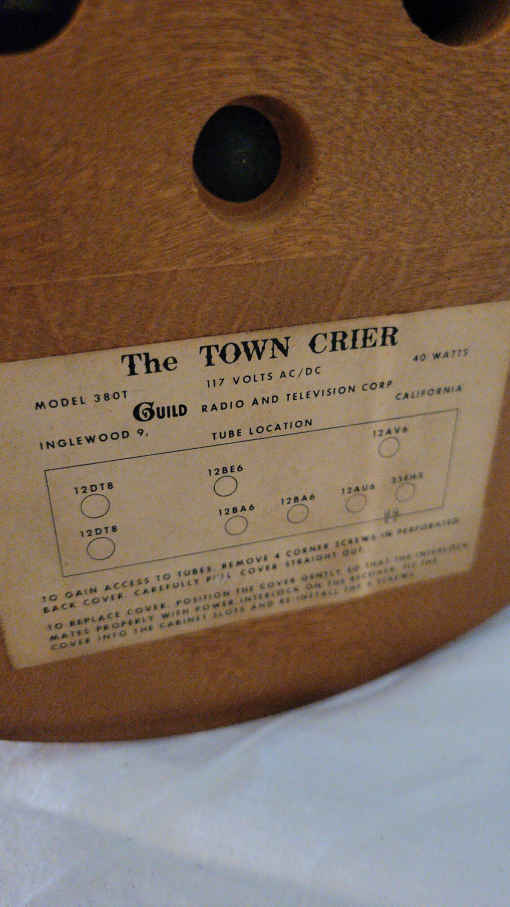 The TOWN CRIER
117 VOLTS AC/DC
40 WATTS
MODEL 380T
GUILD RADIO AND TELEVISION CORP
INGLEWOOD 9,
CALIFORNIA
TUBE LOCATION
12AV6
12BE6
12DT8
12DT8
12BA6
12BA6
12AU6
TO GAIN ACCESS TO TUBES, REMOVE 4 CORNER SCREWS IN PERFORATED
BACK COVER. CAREFULLY PULL COVER STRAIGHT OUT.
TO REPLACE COVER, POSITION THE COVER GENTLY SO THAT THE INTERLOCK
MATES PROPERLY WITH POWER INTERLOCK ON THE RECEIVER. THE
COVER INTO THE CABINET SLOTS AND RE INSTALL THE SCREWS